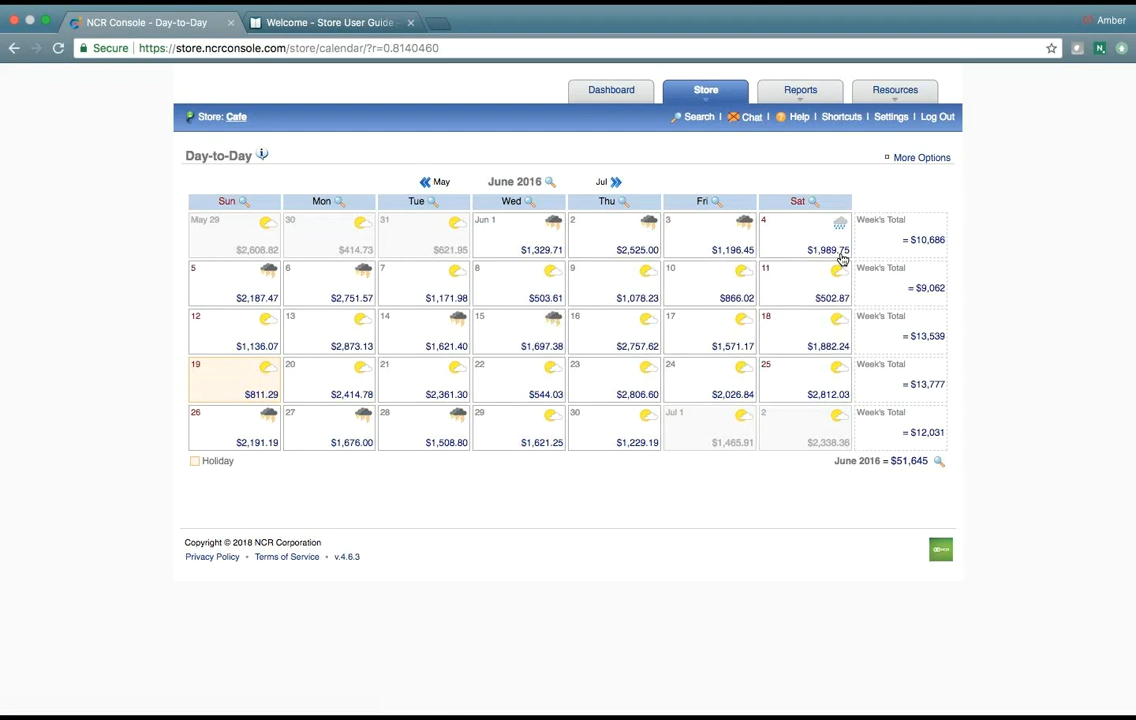 NCR Console - Day-to-Day
Welcome - Store User Guide
Amber
Secure https://store.ncrconsole.com/store/calendar/?r=0.8140460
Dashboard Store Reports Resources
Store: Cafe
Search | Chat | Help | Shortcuts | Settings | Log Out
Day-to-Day
More Options
May June 2016 Jul
Sun Mon Tue Wed Thu Fri Sat
May 29 30 31 Jun 1 2 3 4 Week's Total
$2,608.82 $414.73 $621.95 $1,329.71 $2,525.00 $1,196.45 $1,989.75 = $10,686
5 6 7 8 9 10 11 Week's Total
$2,187.47 $2,751.57 $1,171.98 $503.61 $1,078.23 $866.02 $502.87 = $9,062
12 13 14 15 16 17 18 Week's Total
$1,136.07 $2,873.13 $1,621.40 $1,697.38 $2,757.62 $1,571.17 $1,882.24 = $13,539
19 20 21 22 23 24 25 Week's Total
$811.29 $2,414.78 $2,361.30 $544.03 $2,806.60 $2,026.84 $2,812.03 = $13,777
26 27 28 29 30 Jul 1 2 Week's Total
$2,191.19 $1,676.00 $1,508.80 $1,621.25 $1,229.19 $1,465.91 $2,338.36 = $12,031
Holiday
June 2016 = $51,645
Copyright © 2018 NCR Corporation
Privacy Policy • Terms of Service • v.4.6.3
NCR